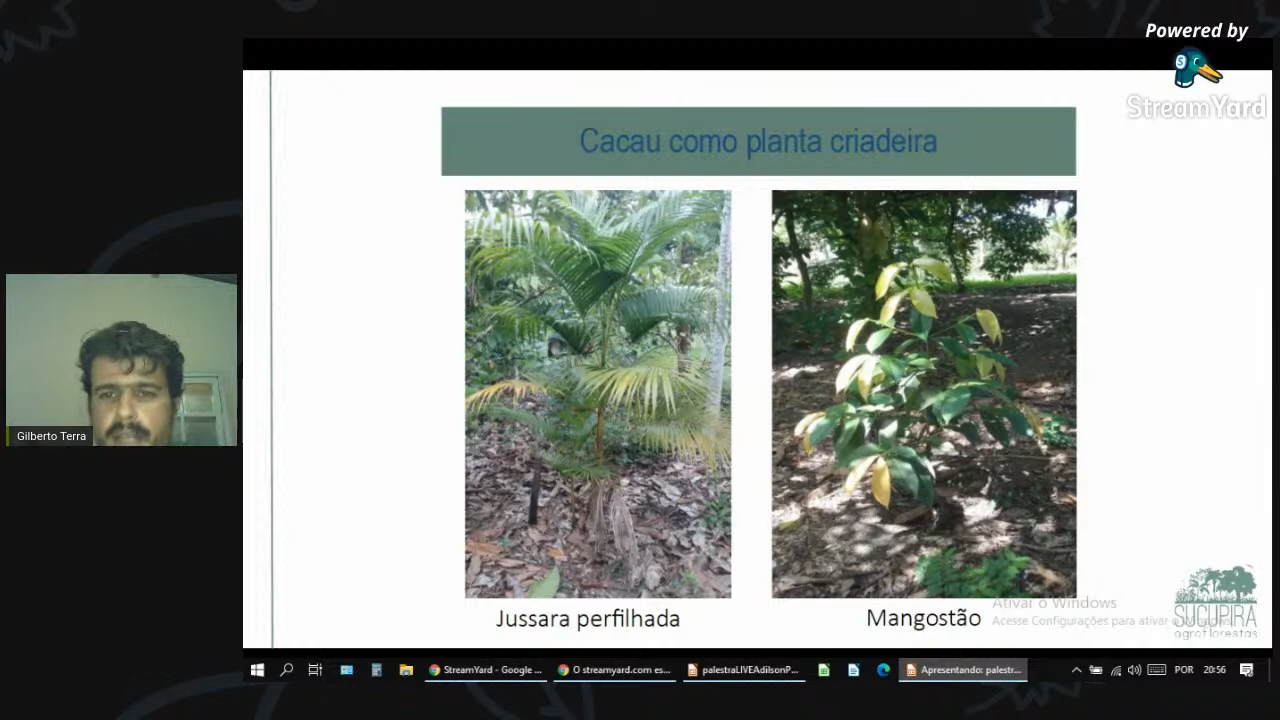 Powered by
StreamYard
Cacau como planta criadeira
Gilberto Terra
Jussara perfilhada
Mangostão
Ativar o Windows
Acesse Configurações para ativar o Windows.
SUCUPIRA
agroflorestas
StreamYard - Google ...
O streamyard.com es...
palestraLIVEAdilsonP...
Apresentando: palestr...
POR
20:56